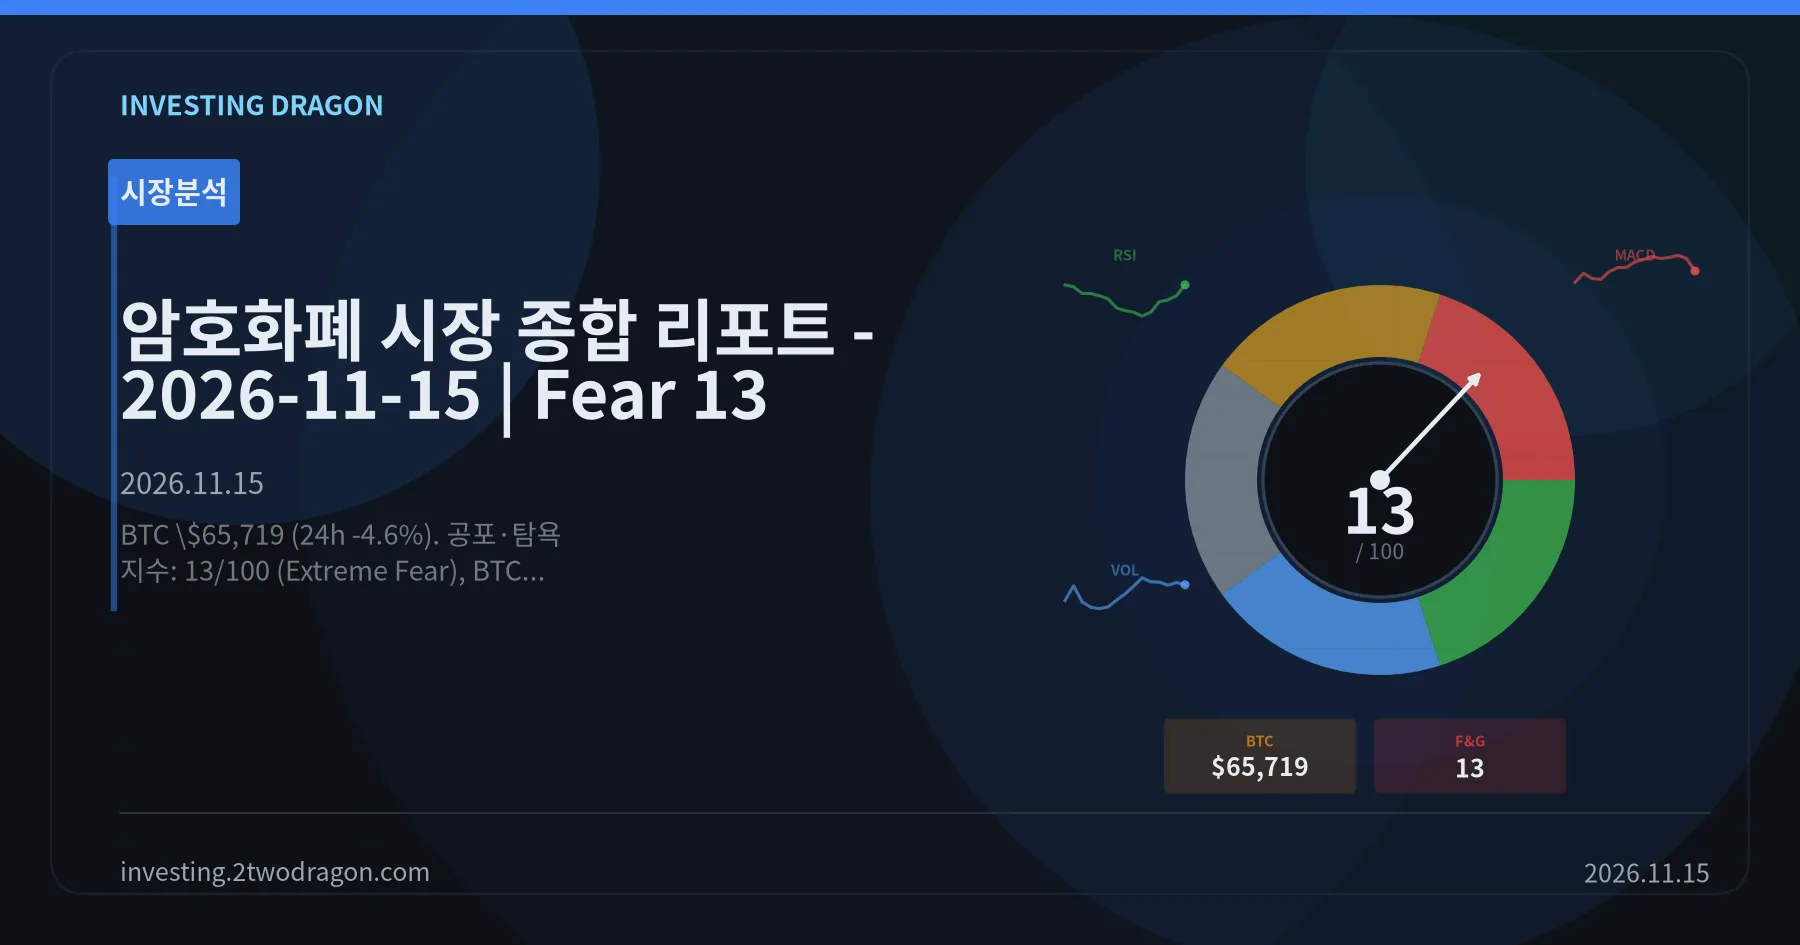 INVESTING DRAGON
시장분석
암호화폐 시장 종합 리포트 -
2026-11-15 | Fear 13
2026.11.15
BTC \$65,719 (24h -4.6%). 공포·탐욕
지수: 13/100 (Extreme Fear), BTC...
RSI
MACD
13
/ 100
VOL
BTC
$65,719
F&G
13
investing.2twodragon.com
2026.11.15